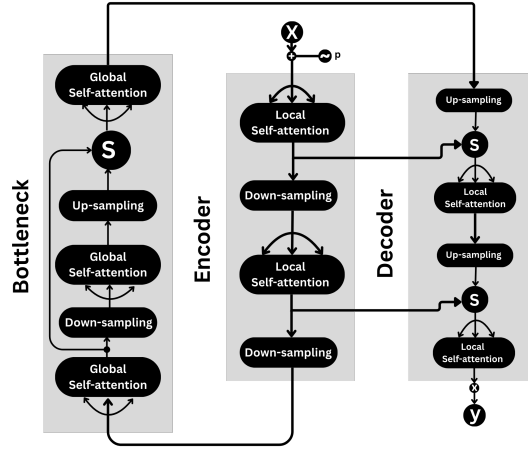 Bottleneck
Global
Self-attention
S
Up-sampling
Global
Self-attention
Down-sampling
Global
Self-attention
Encoder
X
+
~
p
Local
Self-attention
Down-sampling
Local
Self-attention
Down-sampling
Decoder
Up-sampling
S
Local
Self-attention
Up-sampling
S
Local
Self-attention
x
y